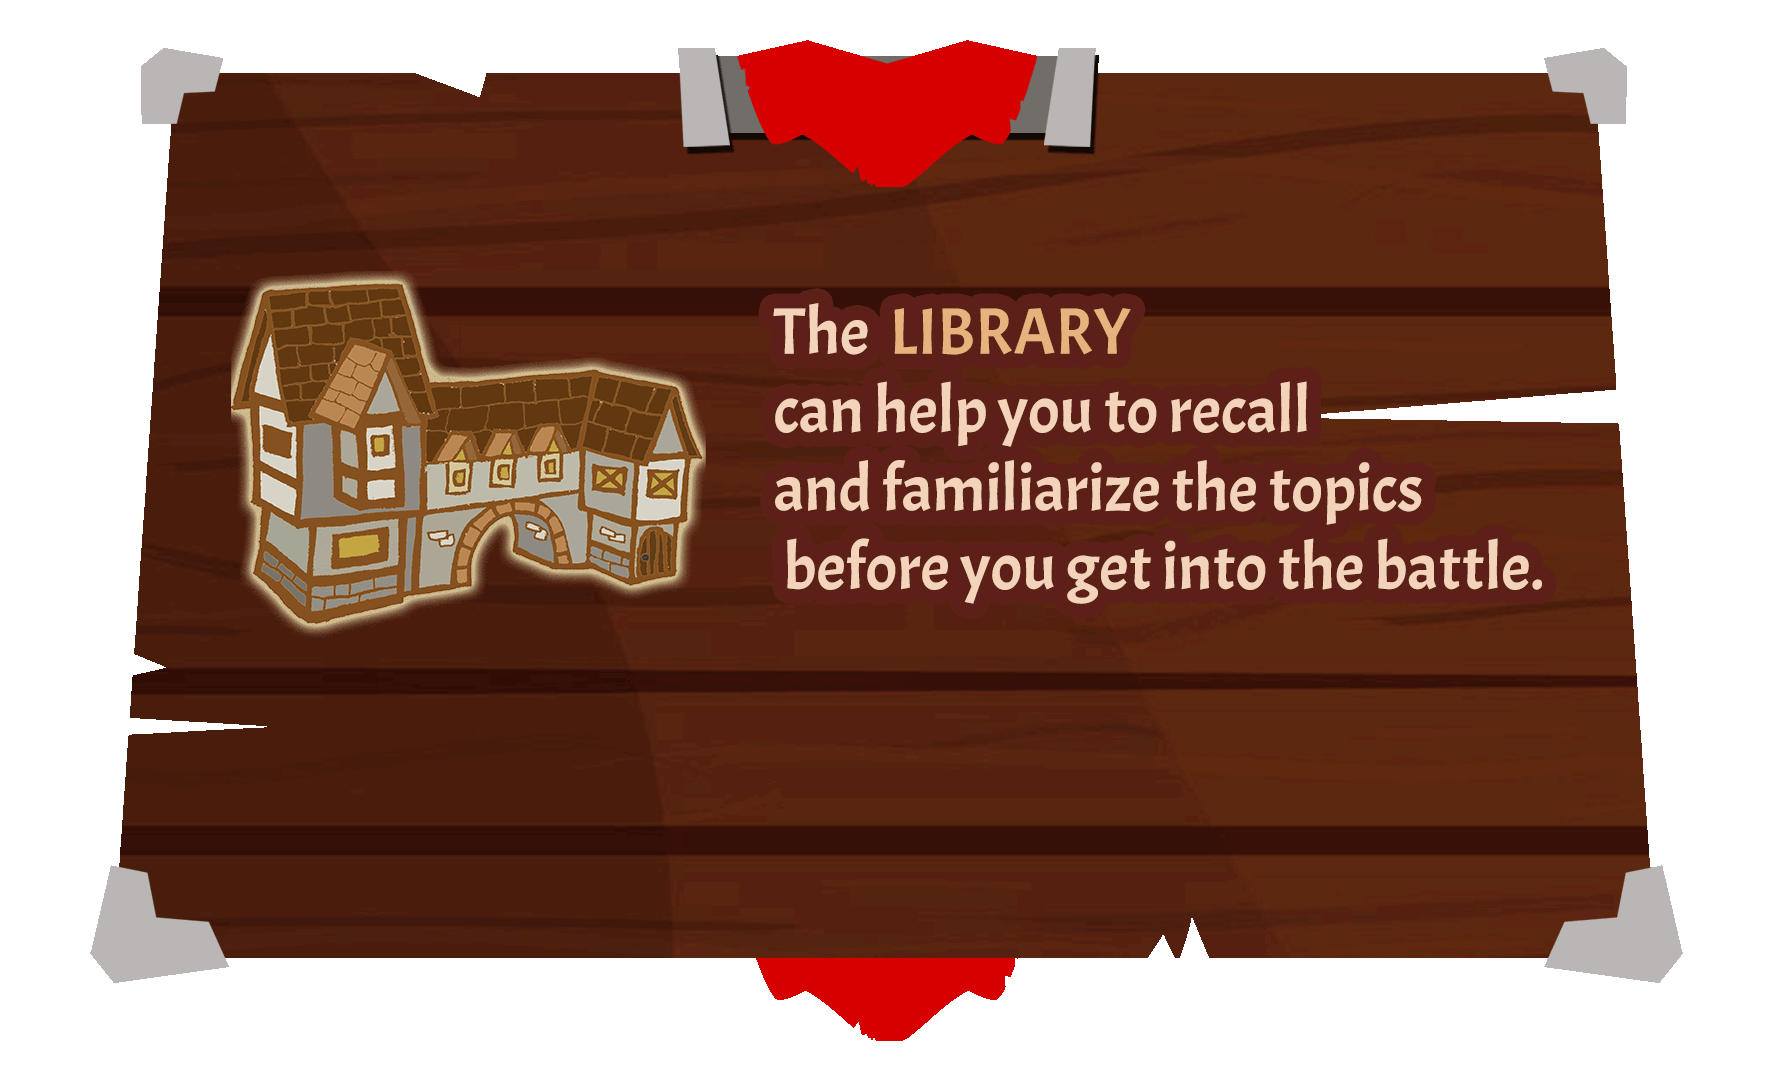 The LIBRARY
can help you to recall
and familiarize the topics
before you get into the battle.